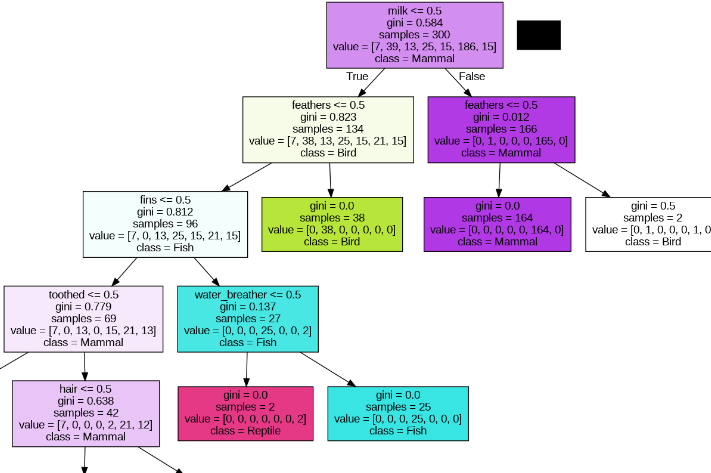 milk <= 0.5
gini = 0.584
samples = 300
value = [7, 39, 13, 25, 15, 186, 15]
class = Mammal
True
False
feathers <= 0.5
gini = 0.823
samples = 134
value = [7, 38, 13, 25, 15, 21, 15]
class = Bird
feathers <= 0.5
gini = 0.012
samples = 166
value = [0, 1, 0, 0, 0, 165, 0]
class = Mammal
fins <= 0.5
gini = 0.812
samples = 96
value = [7, 0, 13, 25, 15, 21, 15]
class = Fish
gini = 0.0
samples = 38
value = [0, 38, 0, 0, 0, 0, 0]
class = Bird
gini = 0.0
samples = 164
value = [0, 0, 0, 0, 0, 164, 0]
class = Mammal
gini = 0.5
samples = 2
value = [0, 1, 0, 0, 0, 1, 0
class = Bird
toothed <= 0.5
gini = 0.779
samples = 69
value = [7, 0, 13, 0, 15, 21, 13]
class = Mammal
water_breather <= 0.5
gini = 0.137
samples = 27
value = [0, 0, 0, 25, 0, 0, 2]
class = Fish
hair <= 0.5
gini = 0.638
samples = 42
value = [7, 0, 0, 0, 2, 21, 12]
class = Mammal
gini = 0.0
samples = 2
value = [0, 0, 0, 0, 0, 0, 2]
class = Reptile
gini = 0.0
samples = 25
value = [0, 0, 0, 25, 0, 0, 0]
class = Fish